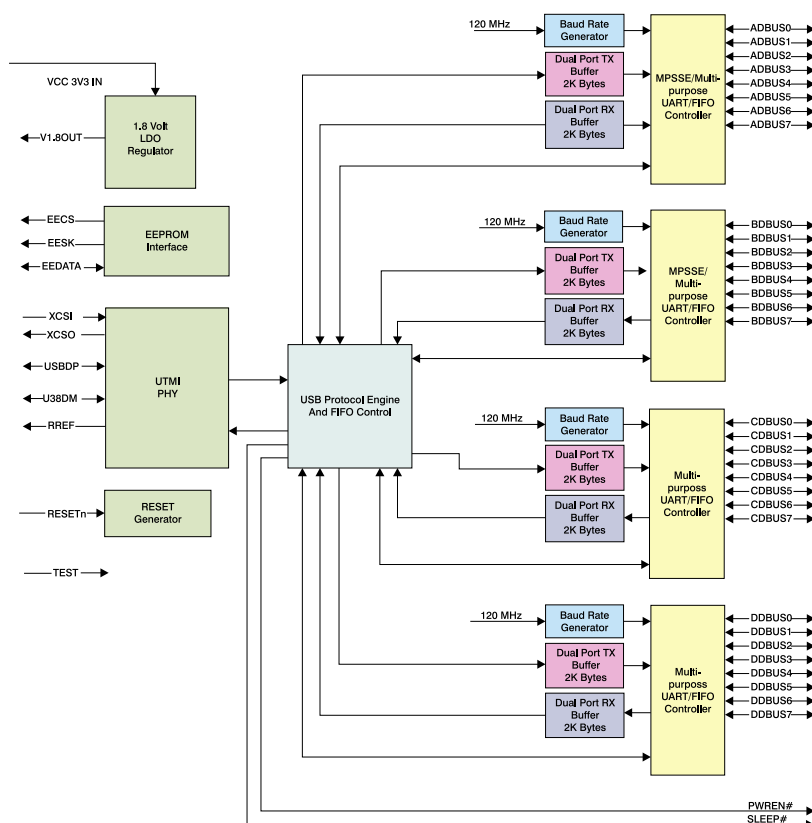 VCC 3V3 IN
1.8 Volt
LDO
Regulator
V1.8OUT
EEPROM
Interface
EECS
EESK
EEDATA
XCSI
XCSO
USBDP
U38DM
RREF
UTMI
PHY
RESETn
RESET
Generator
TEST
USB Protocol Engine
And FIFO Control
120 MHz
Baud Rate
Generator
Dual Port TX
Buffer
2K Bytes
Dual Port RX
Buffer
2K Bytes
MPSSE/Multi-
purpose
UART/FIFO
Controller
ADBUS0
ADBUS1
ADBUS2
ADBUS3
ADBUS4
ADBUS5
ADBUS6
ADBUS7
120 MHz
Baud Rate
Generator
Dual Port TX
Buffer
2K Bytes
Dual Port RX
Buffer
2K Bytes
MPSSE/
Multi-
purpose
UART/FIFO
Controller
BDBUS0
BDBUS1
BDBUS2
BDBUS3
BDBUS4
BDBUS5
BDBUS6
BDBUS7
120 MHz
Baud Rate
Generator
Dual Port TX
Buffer
2K Bytes
Dual Port RX
Buffer
2K Bytes
Multi-
purposs
UART/FIFO
Controller
CDBUS0
CDBUS1
CDBUS2
CDBUS3
CDBUS4
CDBUS5
CDBUS6
CDBUS7
120 MHz
Baud Rate
Generator
Dual Port TX
Buffer
2K Bytes
Dual Port RX
Buffer
2K Bytes
Multi-
purposs
UART/FIFO
Controller
DDBUS0
DDBUS1
DDBUS2
DDBUS3
DDBUS4
DDBUS5
DDBUS6
DDBUS7
PWREN#
SLEEP#